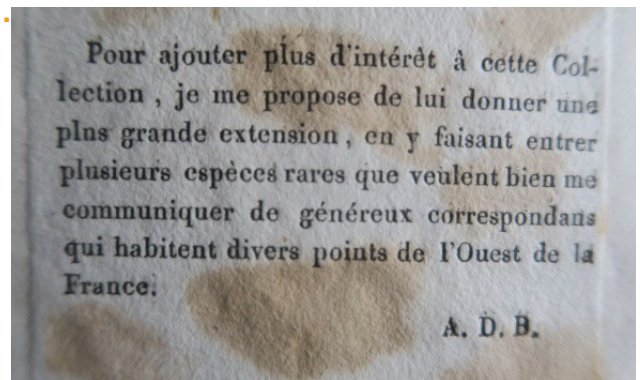 Pour ajouter plus d'intérêt à cette Col-
lection, je me propose de lui donner une
plns grande extension, en y faisant entrer
plusieurs espèces rares que veulent bien me
communiquer de généreux correspondans
qui habitent divers points de l'Ouest de la
France.
A. D. B.